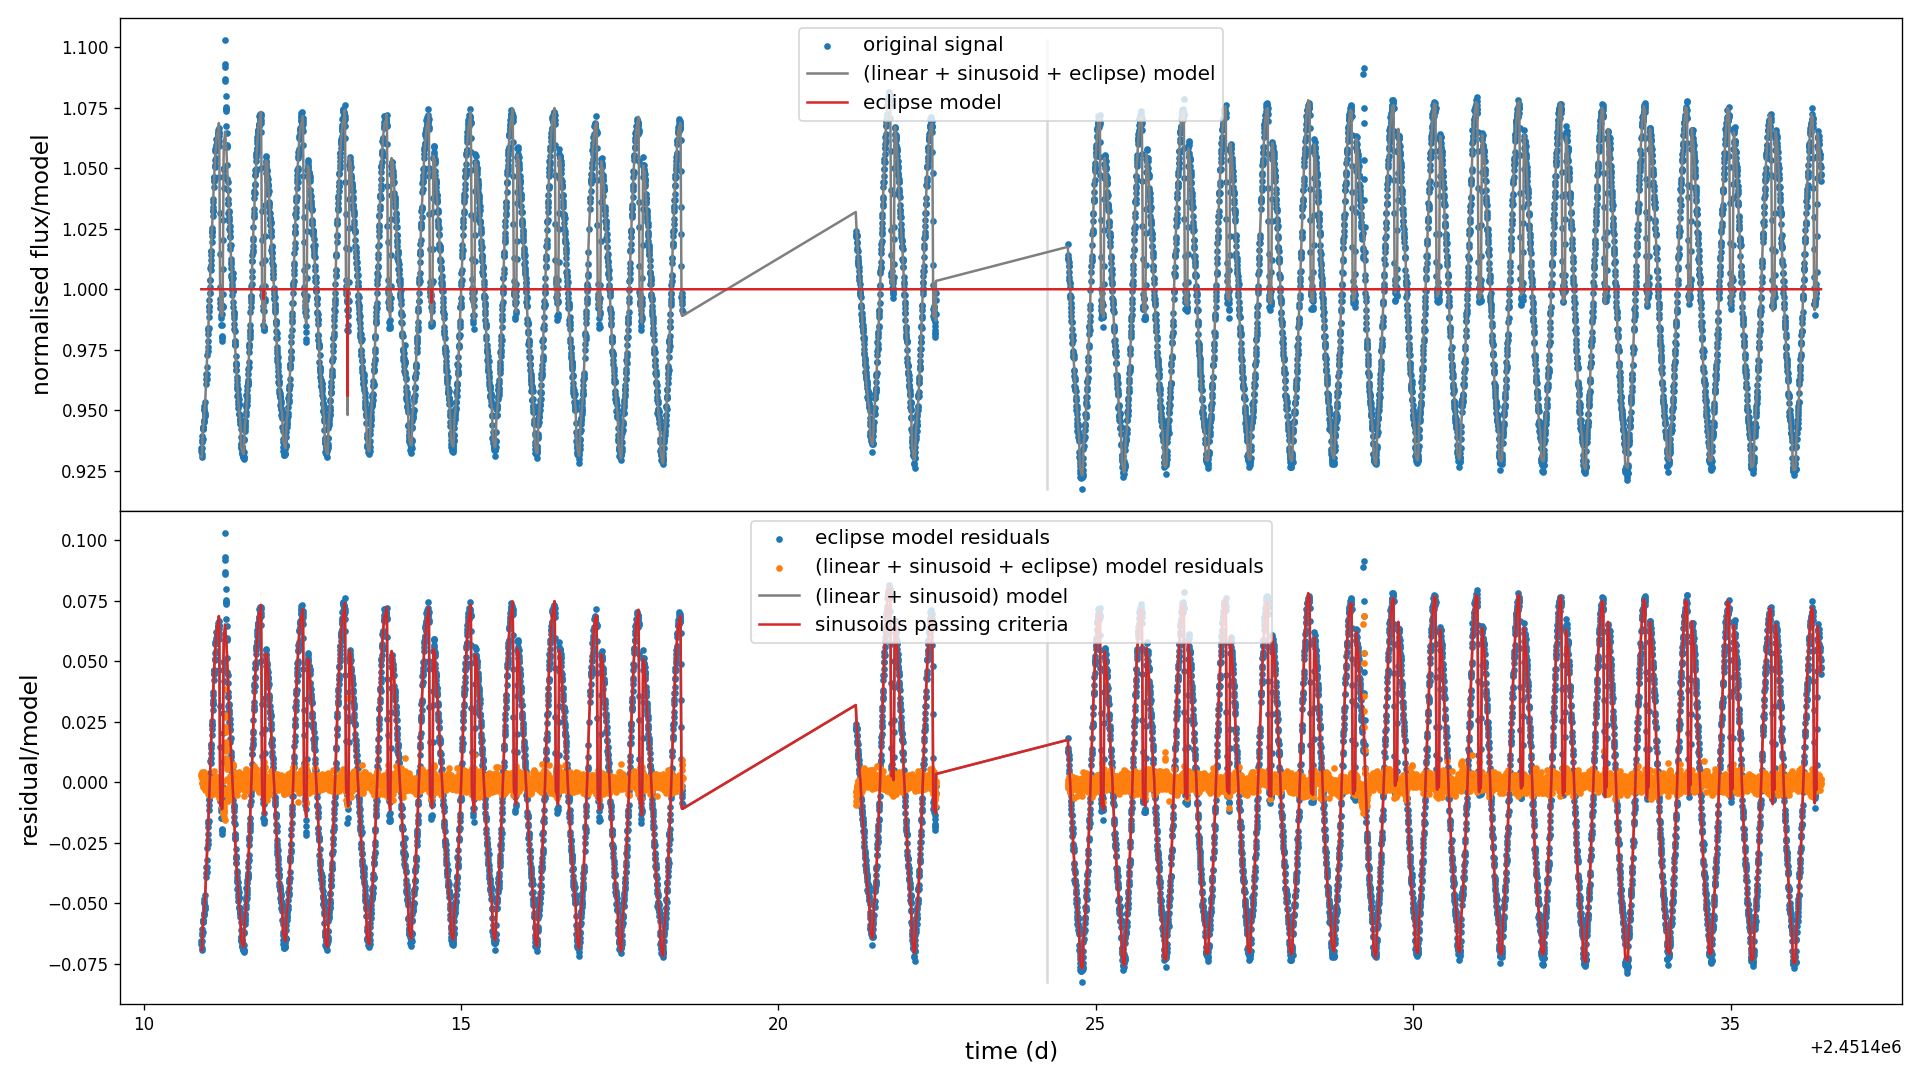 original signal
(linear + sinusoid + eclipse) model
eclipse model
normalised flux/model
1.100
1.075
1.050
1.025
1.000
0.975
0.950
0.925
eclipse model residuals
(linear + sinusoid + eclipse) model residuals
(linear + sinusoid) model
sinusoids passing criteria
residual/model
0.100
0.075
0.050
0.025
0.000
−0.025
−0.050
−0.075
10 15 20 25 30 35
time (d)
+2.4514e6